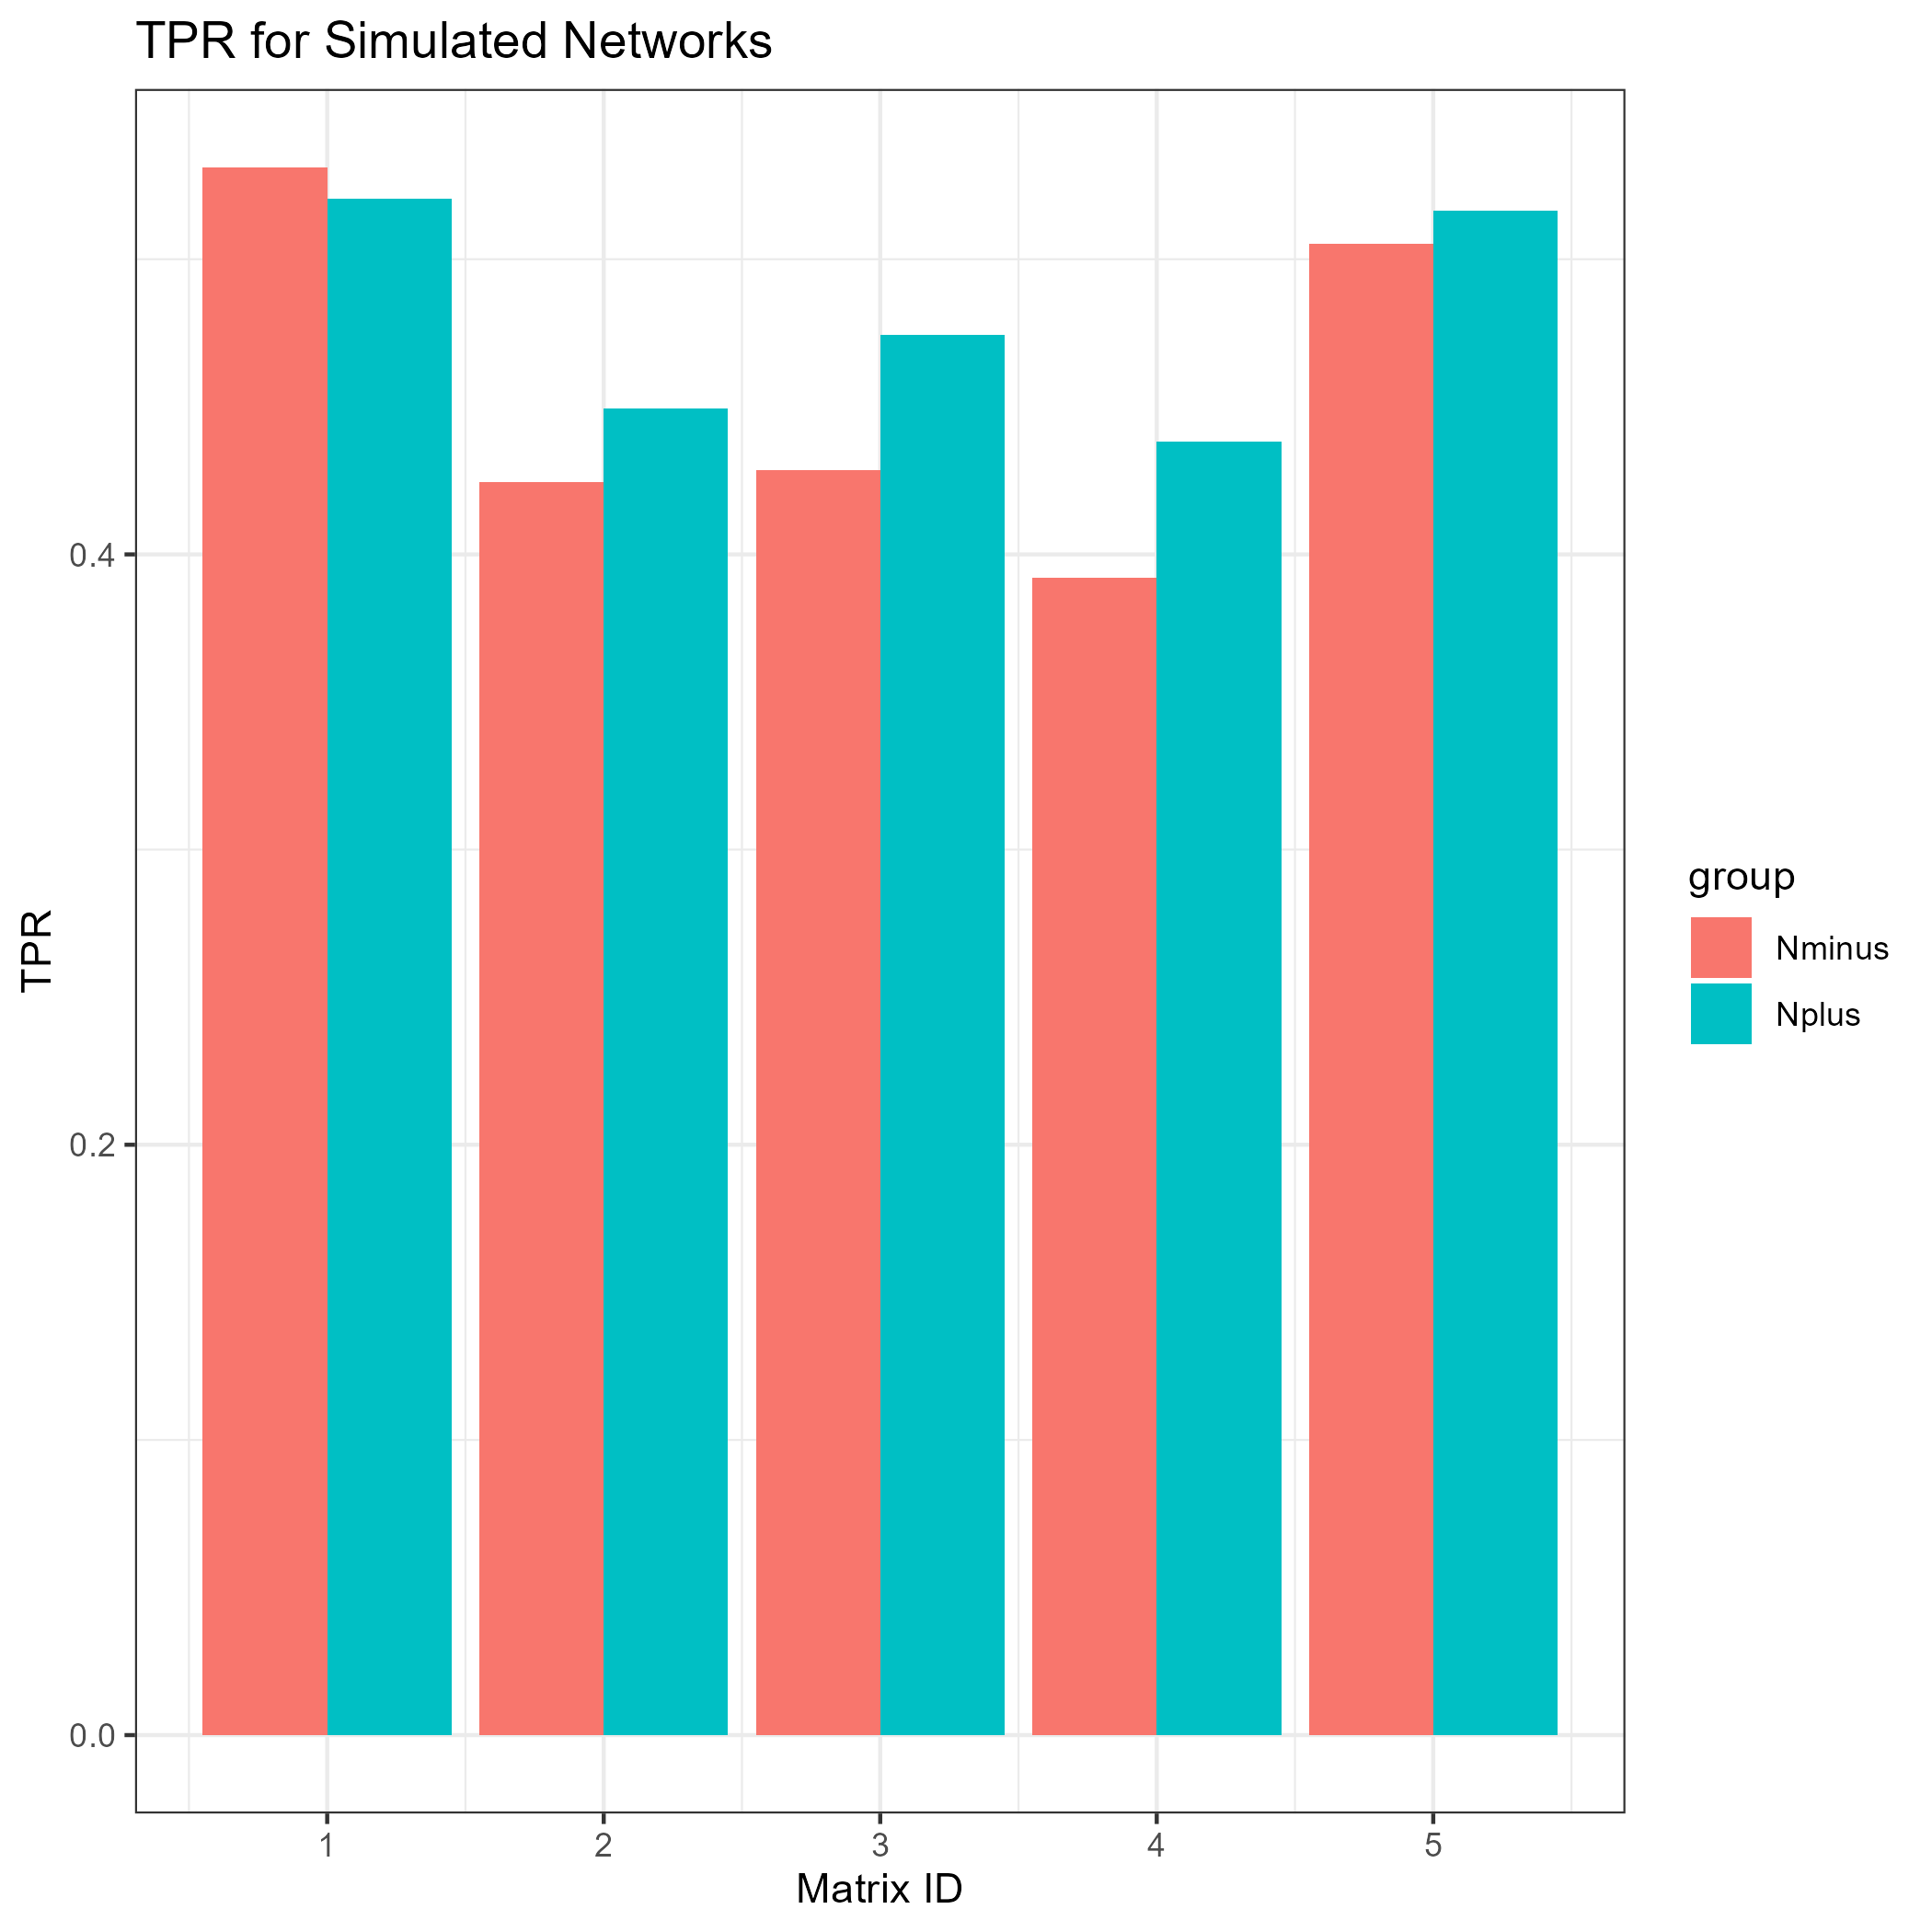 TPR for Simulated Networks
TPR
0.4
0.2
0.0
1 2 3 4 5
Matrix ID
group
Nminus
Nplus